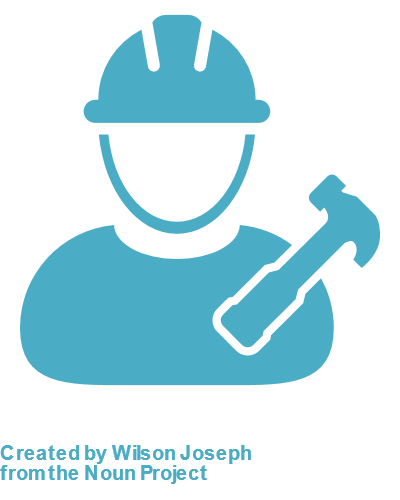 Created by Wilson Joseph
from the Noun Project